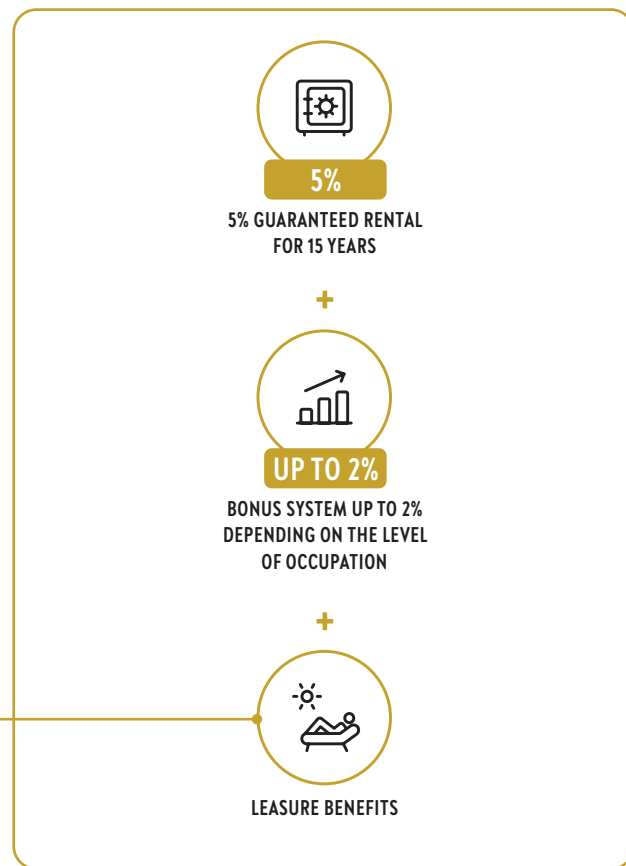 5%
5% GUARANTEED RENTAL
FOR 15 YEARS
+
UP TO 2%
BONUS SYSTEM UP TO 2%
DEPENDING ON THE LEVEL
OF OCCUPATION
+
LEASURE BENEFITS